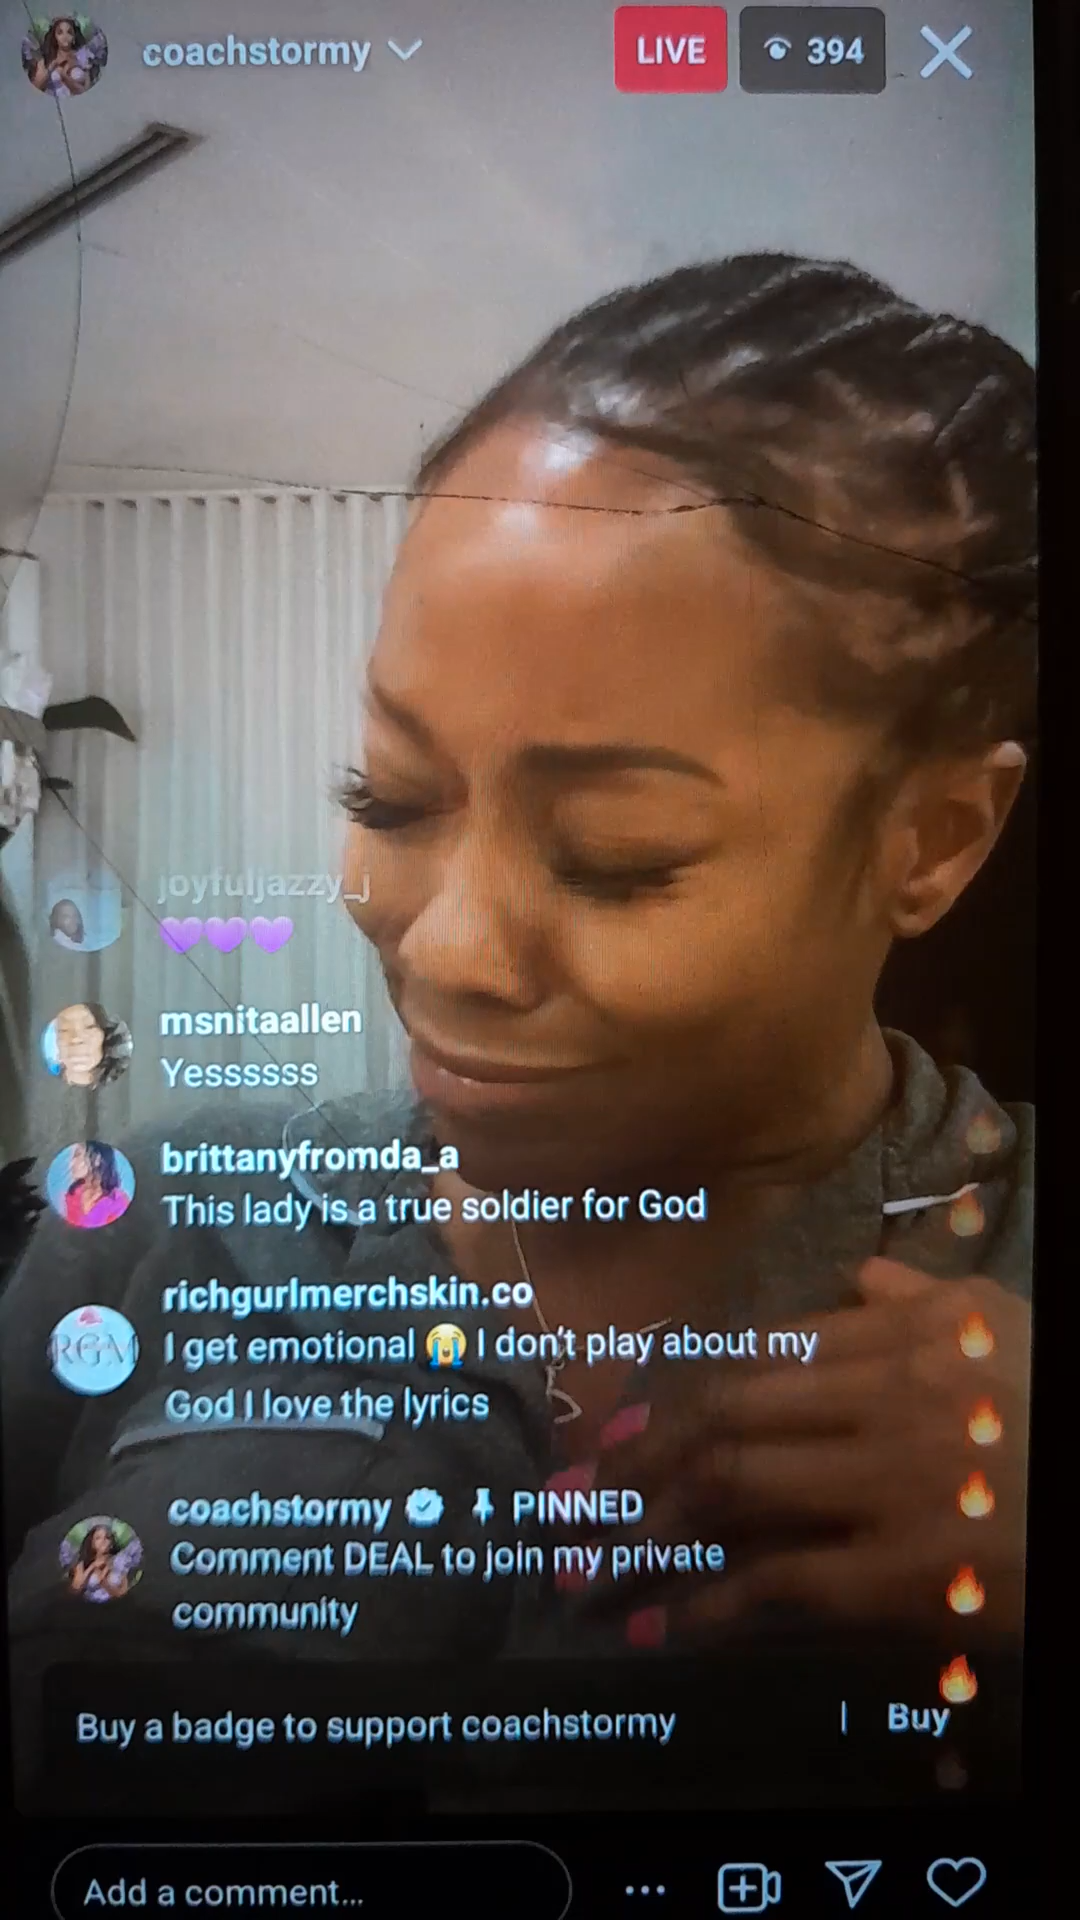 coachstormy
LIVE
394
joyfuljazzy_j
msnitaallen
Yessssss
brittanyfromda_a
This lady is a true soldier for God
richgurlmerchskin.co
RGM
I get emotional 😭 I don't play about my
God I love the lyrics
coachstormy PINNED
Comment DEAL to join my private
community
Buy a badge to support coachstormy | Buy
Add a comment...